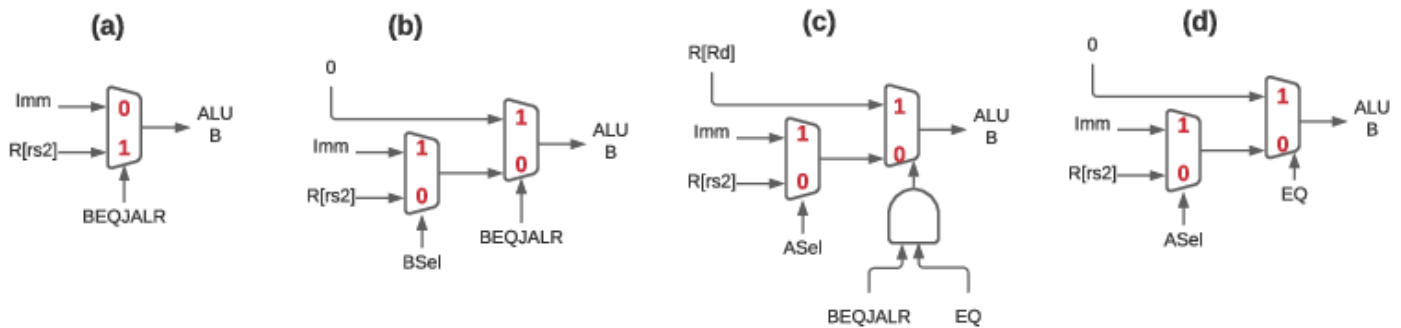 (a)
Imm
R[rs2]
0
1
ALU
B
BEQJALR
(b)
0
Imm
R[rs2]
1
0
BSel
1
0
BEQJALR
ALU
B
(c)
R[Rd]
Imm
R[rs2]
1
0
ASel
1
0
ALU
B
BEQJALR
EQ
(d)
0
Imm
R[rs2]
1
0
ASel
1
0
EQ
ALU
B